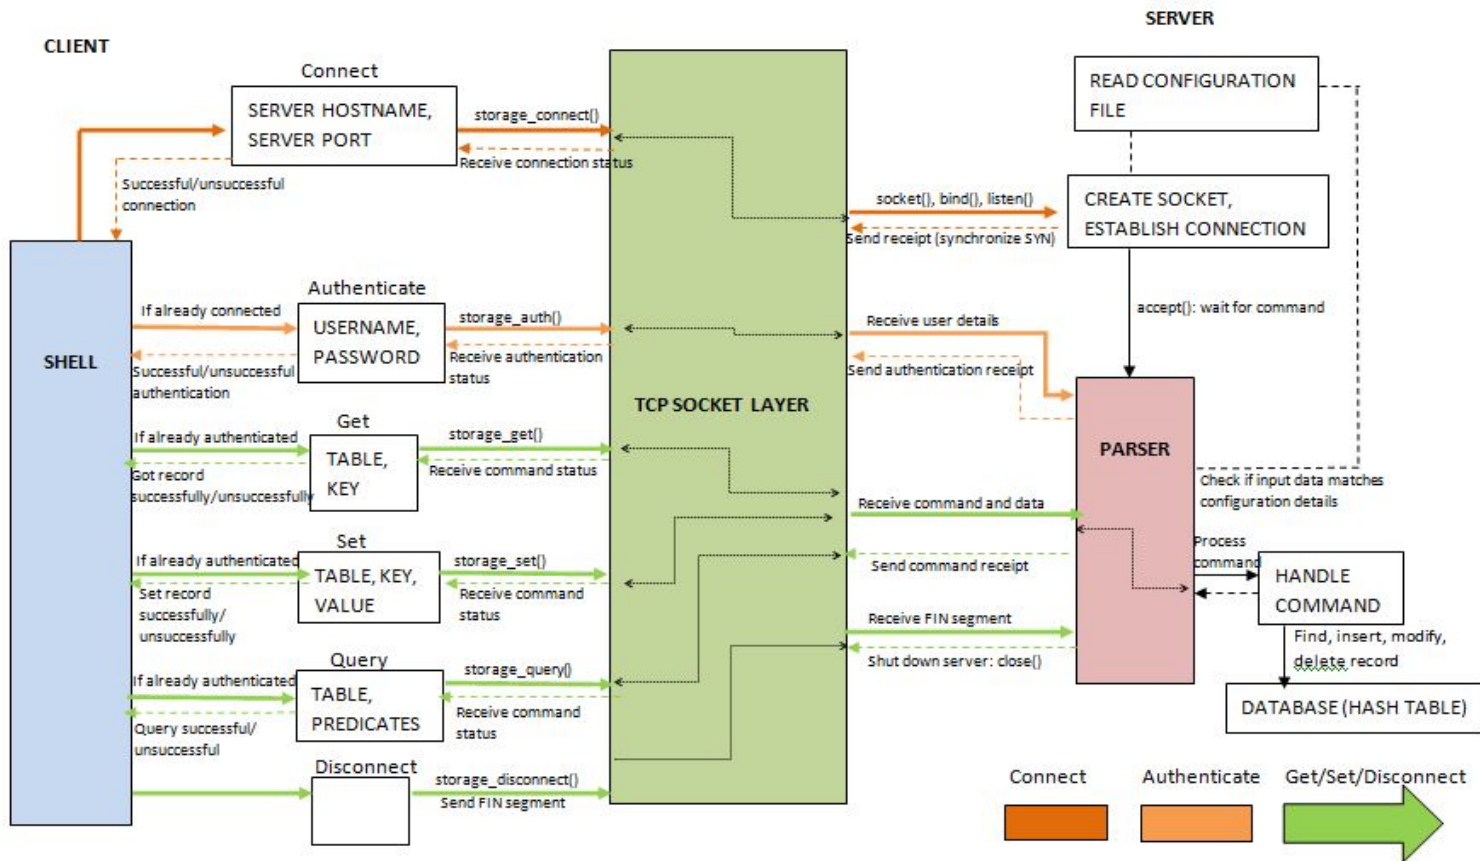 SERVER
CLIENT
Connect
SERVER HOSTNAME,
SERVER PORT
storage_connect()
Receive connection status
Successful/unsuccessful
connection
READ CONFIGURATION
FILE
socket(), bind(), listen()
Send receipt (synchronize SYN)
CREATE SOCKET,
ESTABLISH CONNECTION
accept(): wait for command
SHELL
If already connected
Authenticate
USERNAME,
PASSWORD
storage_auth()
Receive authentication
status
Successful/unsuccessful
authentication
TCP SOCKET LAYER
Receive user details
Send authentication receipt
PARSER
Check if input data matches
configuration details
If already authenticated
Get
TABLE,
KEY
storage_get()
Receive command status
Got record
successfully/unsuccessfully
Receive command and data
Send command receipt
Process
command
HANDLE
COMMAND
If already authenticated
Set
TABLE, KEY,
VALUE
storage_set()
Receive command
status
Set record
successfully/
unsuccessfully
Receive FIN segment
Shut down server: close()
Find, insert, modify,
delete record
DATABASE (HASH TABLE)
If already authenticated
Query
TABLE,
PREDICATES
storage_query()
Receive command
status
Query successful/
unsuccessful
Disconnect
storage_disconnect()
Send FIN segment
Connect
Authenticate
Get/Set/Disconnect